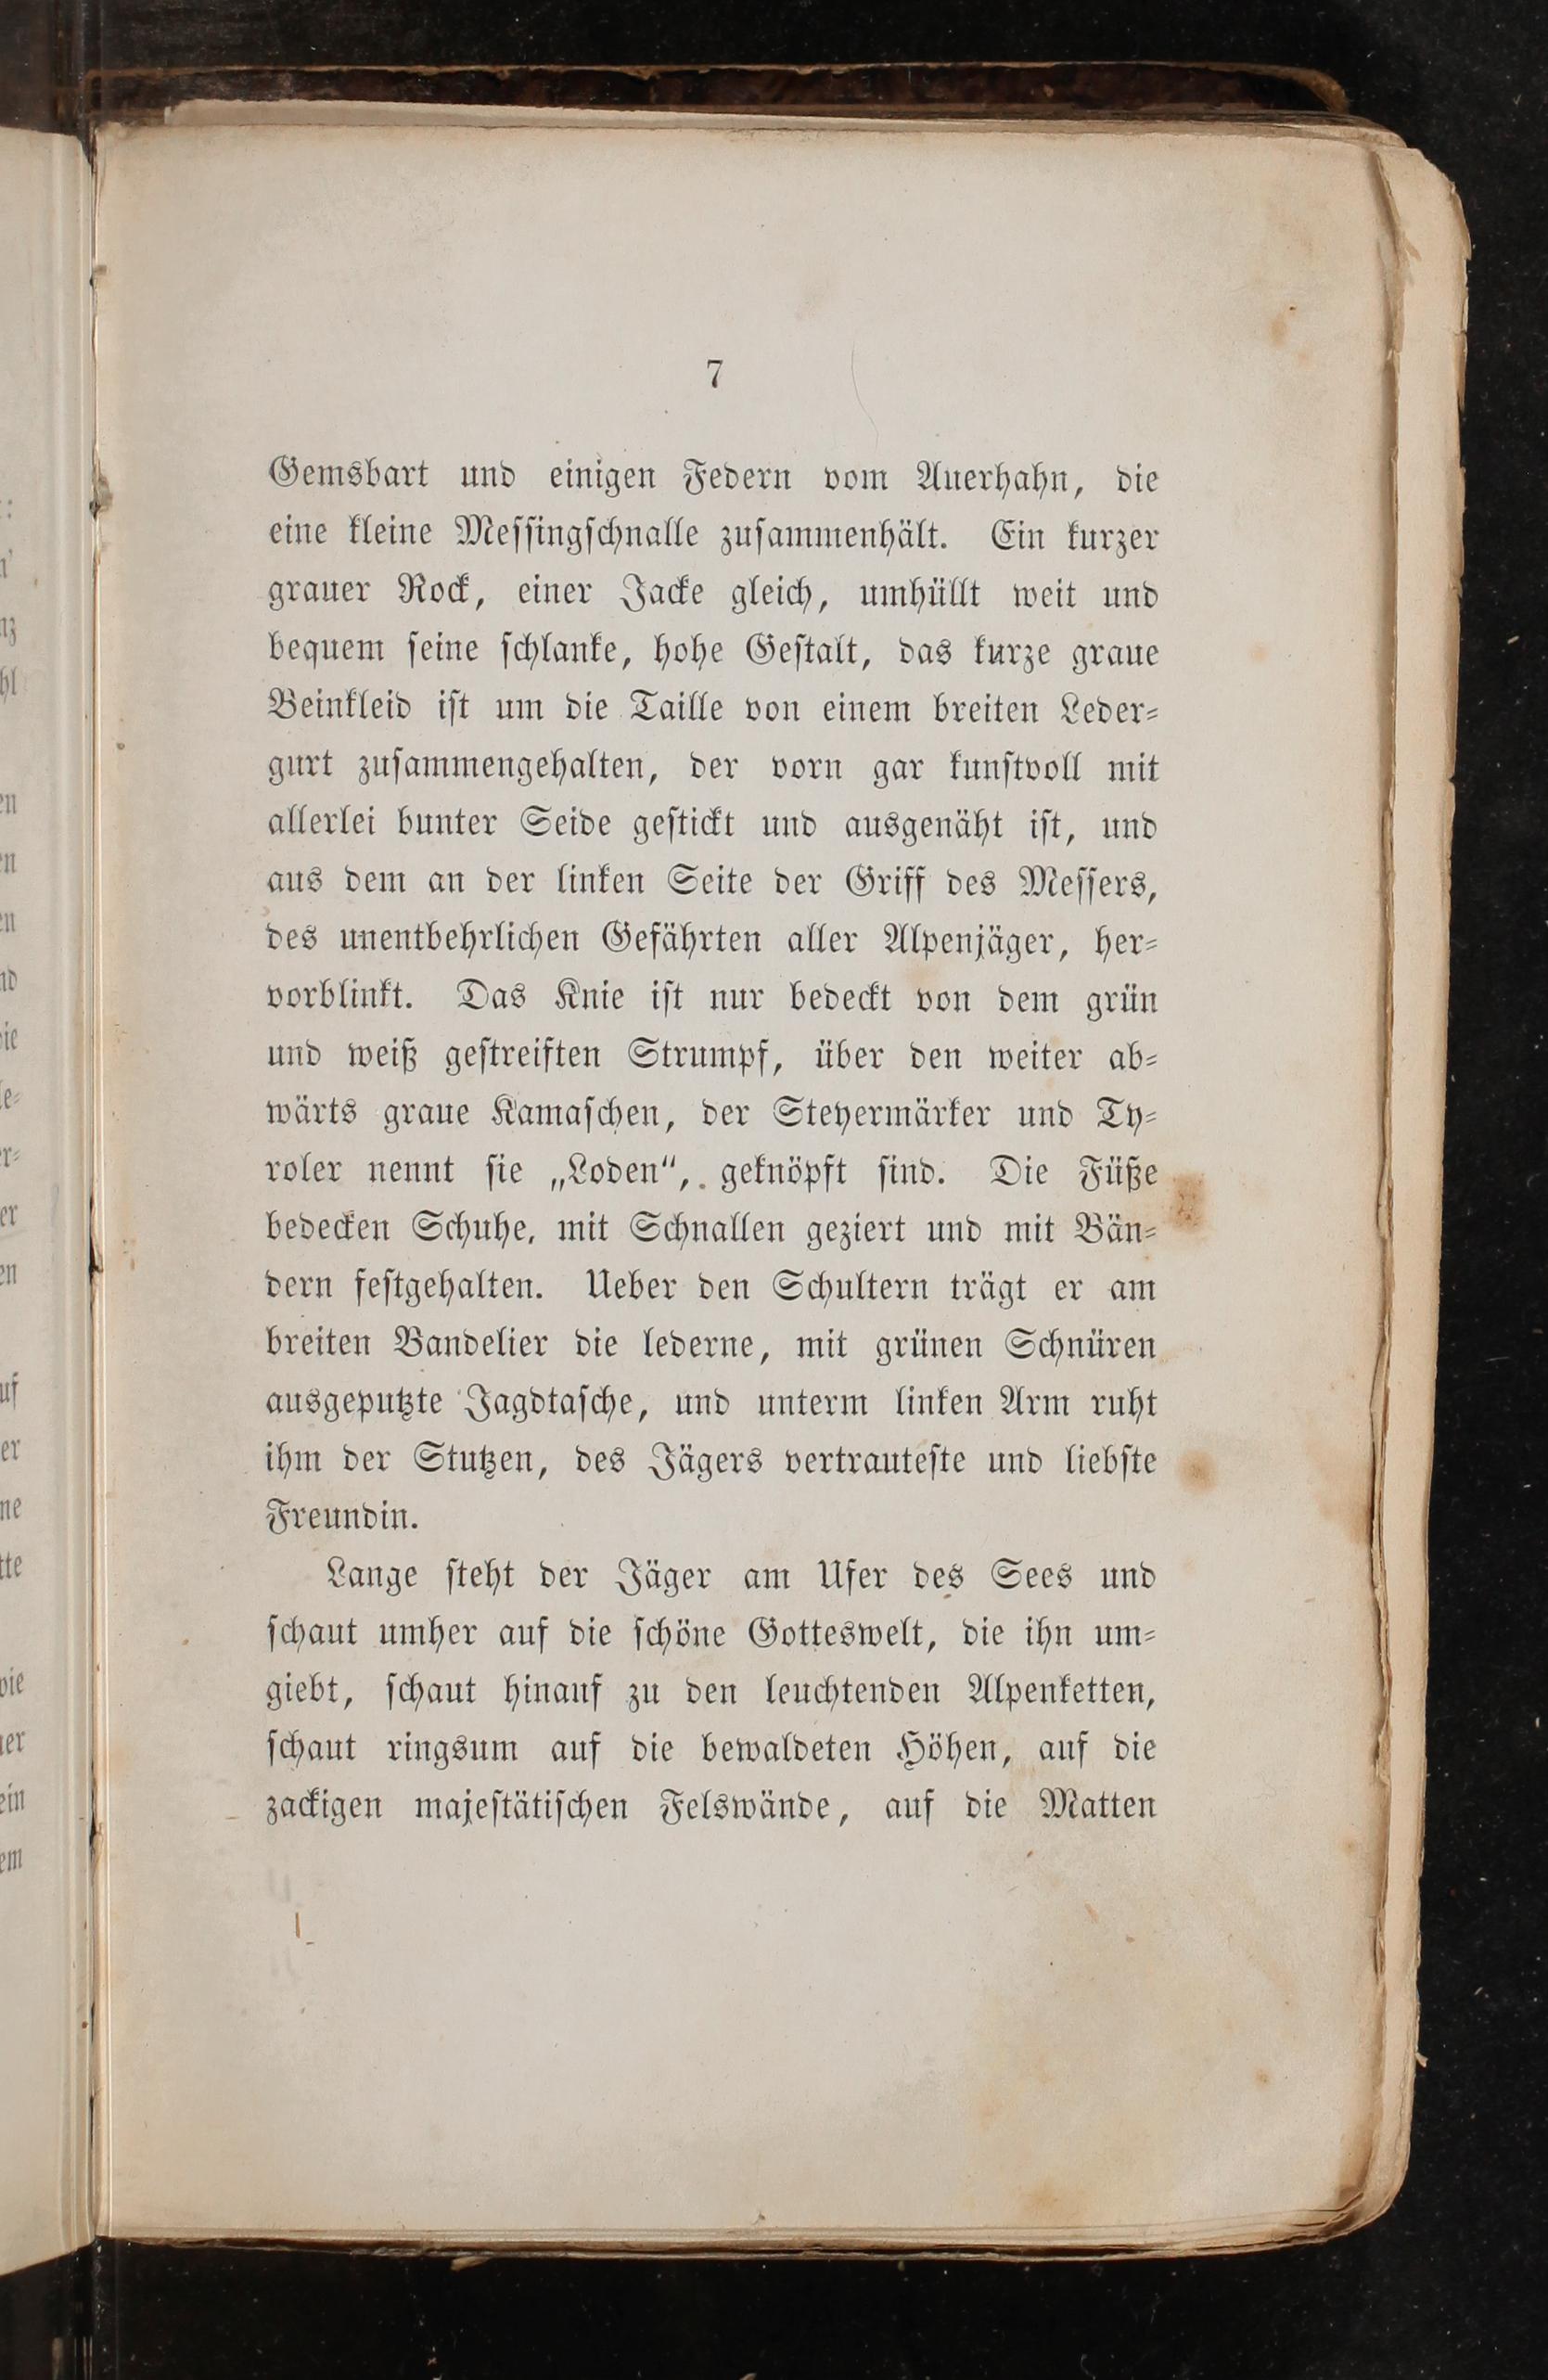 7
Gemsbart und einigen Federn vom Auerhahn, die
eine kleine Messingschnalle zusammenhält. Ein kurzer
grauer Rock, einer Jacke gleich, umhüllt weit und
bequem seine schlanke, hohe Gestalt, das kurze graue
Beinkleid ist um die Taille von einem breiten Leder-
gurt zusammengehalten, der vorn gar kunstvoll mit
allerlei bunter Seide gestickt und ausgenäht ist, und
aus dem an der linken Seite der Griff des Messers,
des unentbehrlichen Gefährten aller Alpenjäger, her-
vorblinkt. Das Knie ist nur bedeckt von dem grün
und weiß gestreiften Strumpf, über den weiter ab-
wärts graue Kamaschen, der Steyermärker und Ty-
roler nennt sie „Loden“, geknöpft sind. Die Füße
bedecken Schuhe, mit Schnallen geziert und mit Bän-
dern festgehalten. Ueber den Schultern trägt er am
breiten Bandelier die lederne, mit grünen Schnüren
ausgeputzte Jagdtasche, und unterm linken Arm ruht
ihm der Stutzen, des Jägers vertrauteste und liebste
Freundin.
Lange steht der Jäger am Ufer des Sees und
schaut umher auf die schöne Gotteswelt, die ihn um-
giebt, schaut hinauf zu den leuchtenden Alpenketten,
schaut ringsum auf die bewaldeten Höhen, auf die
zackigen majestätischen Felswände, auf die Matten